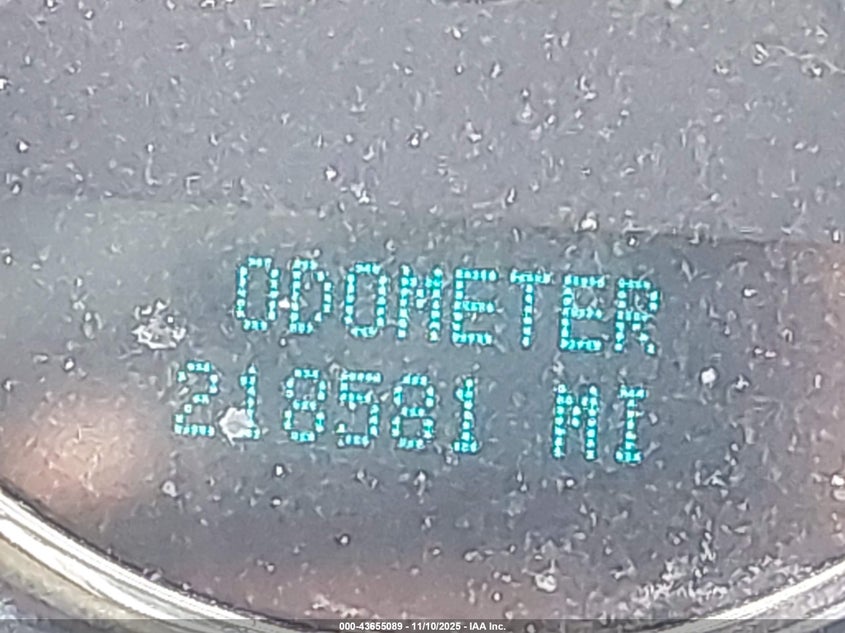 ODOMETER
218581 MI
000-43655089 - 11/10/2025 - IAA Inc.